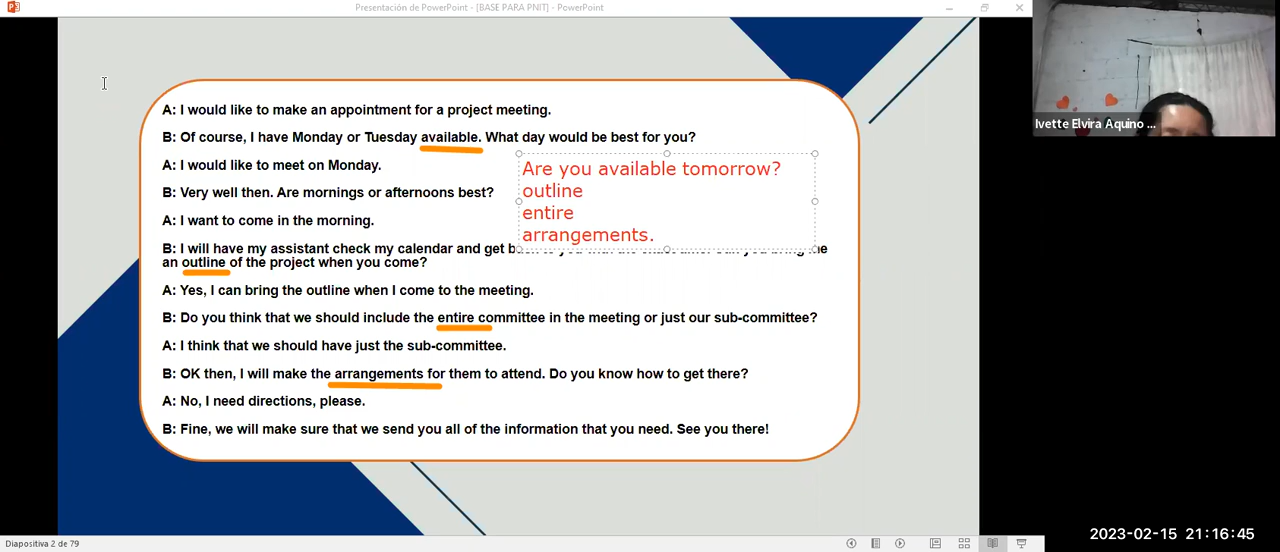 Presentación de PowerPoint - [BASE PARA PNIT] - PowerPoint
Ivette Elvira Aquino ...
A: I would like to make an appointment for a project meeting.
B: Of course, I have Monday or Tuesday available. What day would be best for you?
A: I would like to meet on Monday.
Are you available tomorrow?
outline
entire
arrangements.
B: Very well then. Are mornings or afternoons best?
A: I want to come in the morning.
B: I will have my assistant check my calendar and get
an outline of the project when you come?
A: Yes, I can bring the outline when I come to the meeting.
B: Do you think that we should include the entire committee in the meeting or just our sub-committee?
A: I think that we should have just the sub-committee.
B: OK then, I will make the arrangements for them to attend. Do you know how to get there?
A: No, I need directions, please.
B: Fine, we will make sure that we send you all of the information that you need. See you there!
2023-02-15 21:16:45
Diapositiva 2 de 79